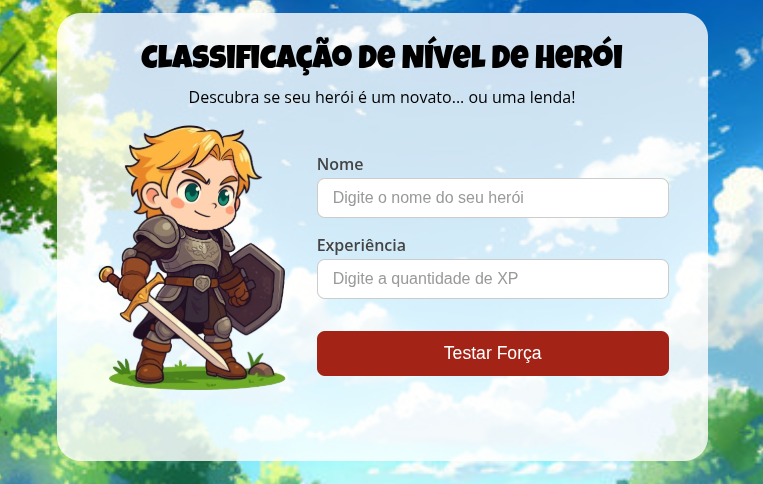 Classificação de Nível de Herói
Descubra se seu herói é um novato... ou uma lenda!
Nome
Digite o nome do seu herói
Experiência
Digite a quantidade de XP
Testar Força